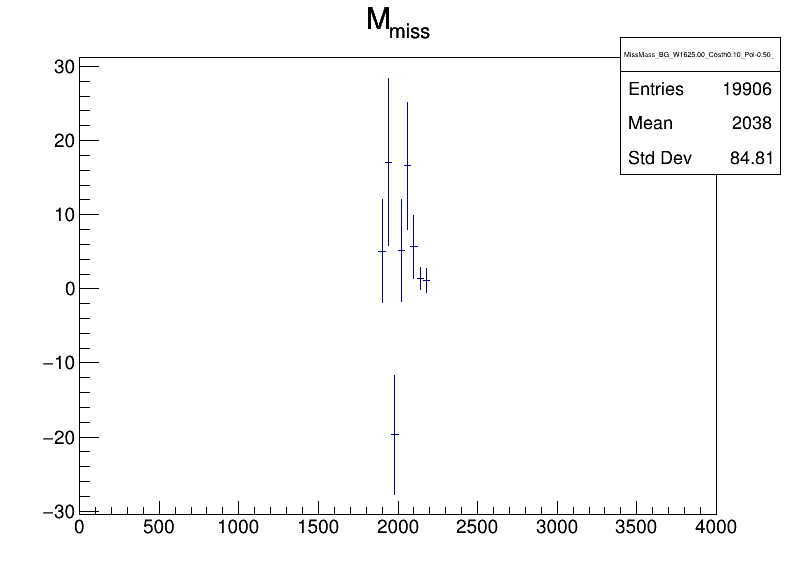 M_miss
MissMass_BG_W1625.00_Costh0.10_Pol-0.50_
Entries 19906
Mean 2038
Std Dev 84.81
30
20
10
0
−10
−20
−30
0 500 1000 1500 2000 2500 3000 3500 4000